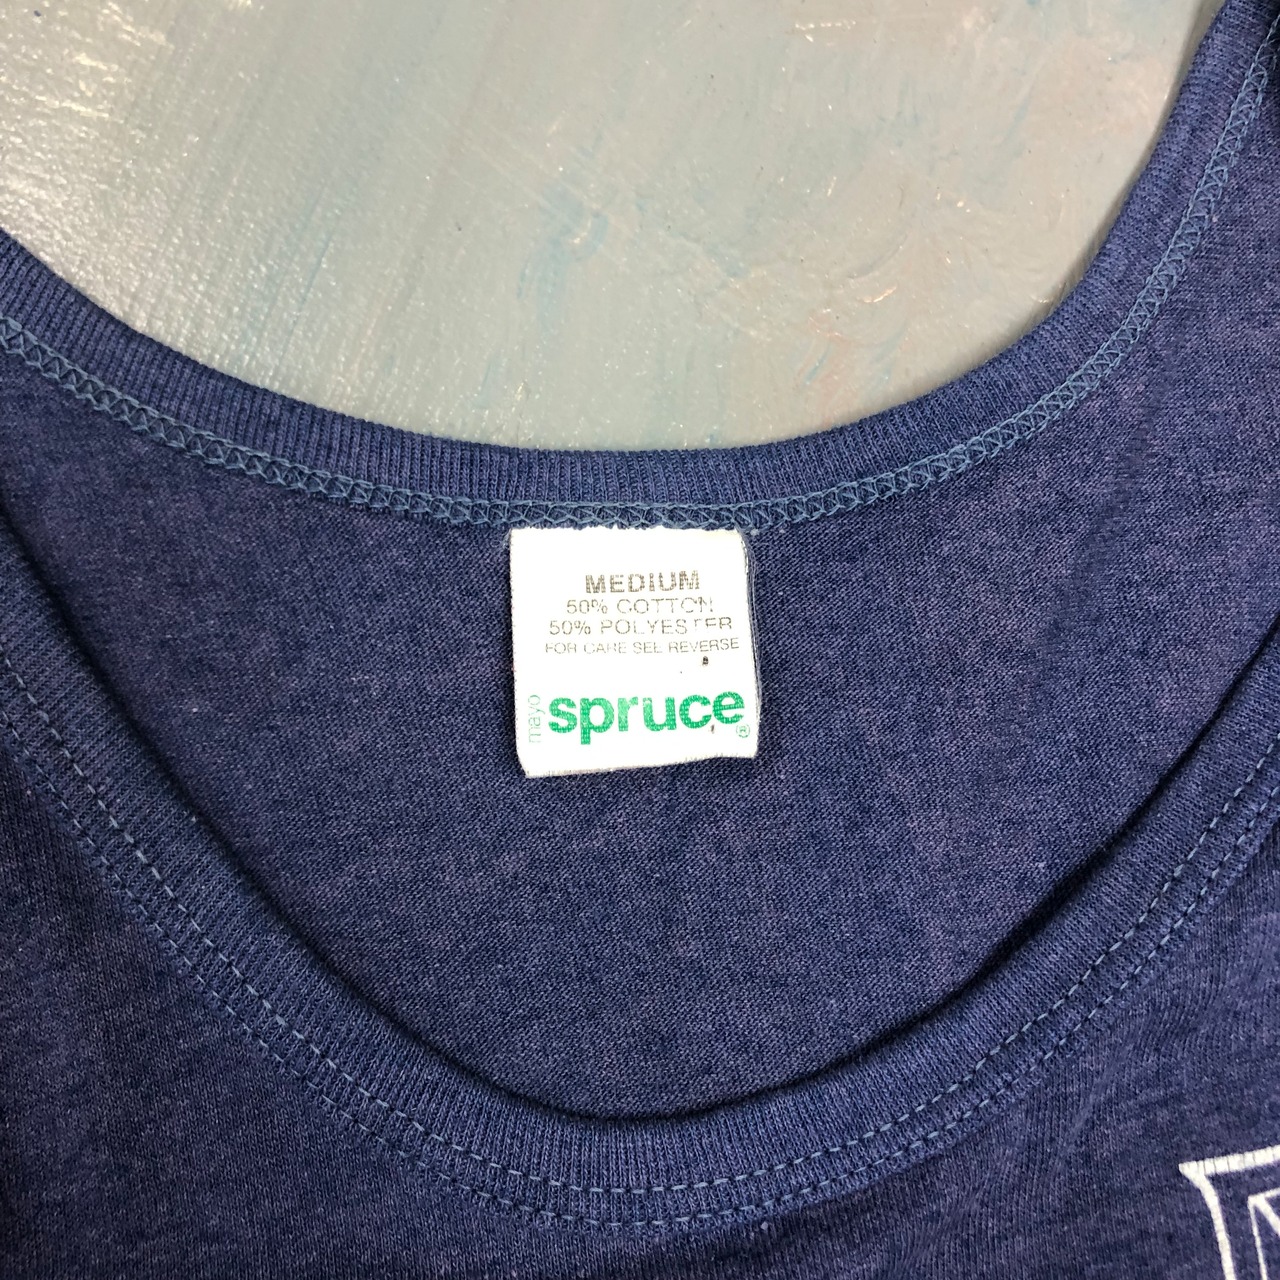 MEDIUM
50% COTTON
50% POLYESTER
FOR CARE SEE REVERSE
mayo
spruce®